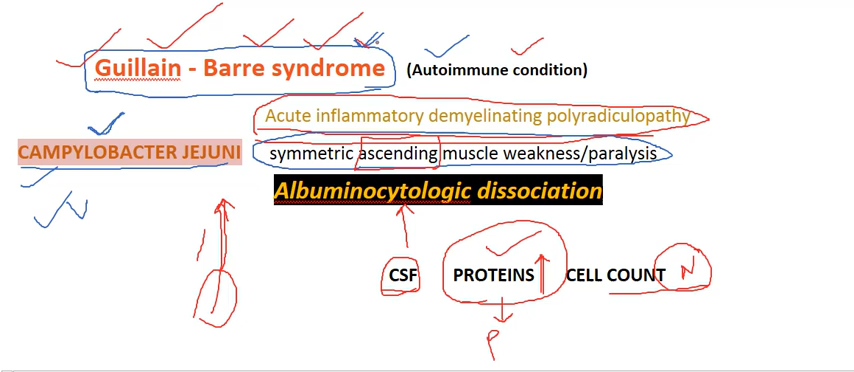 Guillain - Barre syndrome (Autoimmune condition)
Acute inflammatory demyelinating polyradiculopathy
CAMPYLOBACTER JEJUNI symmetric ascending muscle weakness/paralysis
Albuminocytologic dissociation
CSF PROTEINS ↑ CELL COUNT N
P